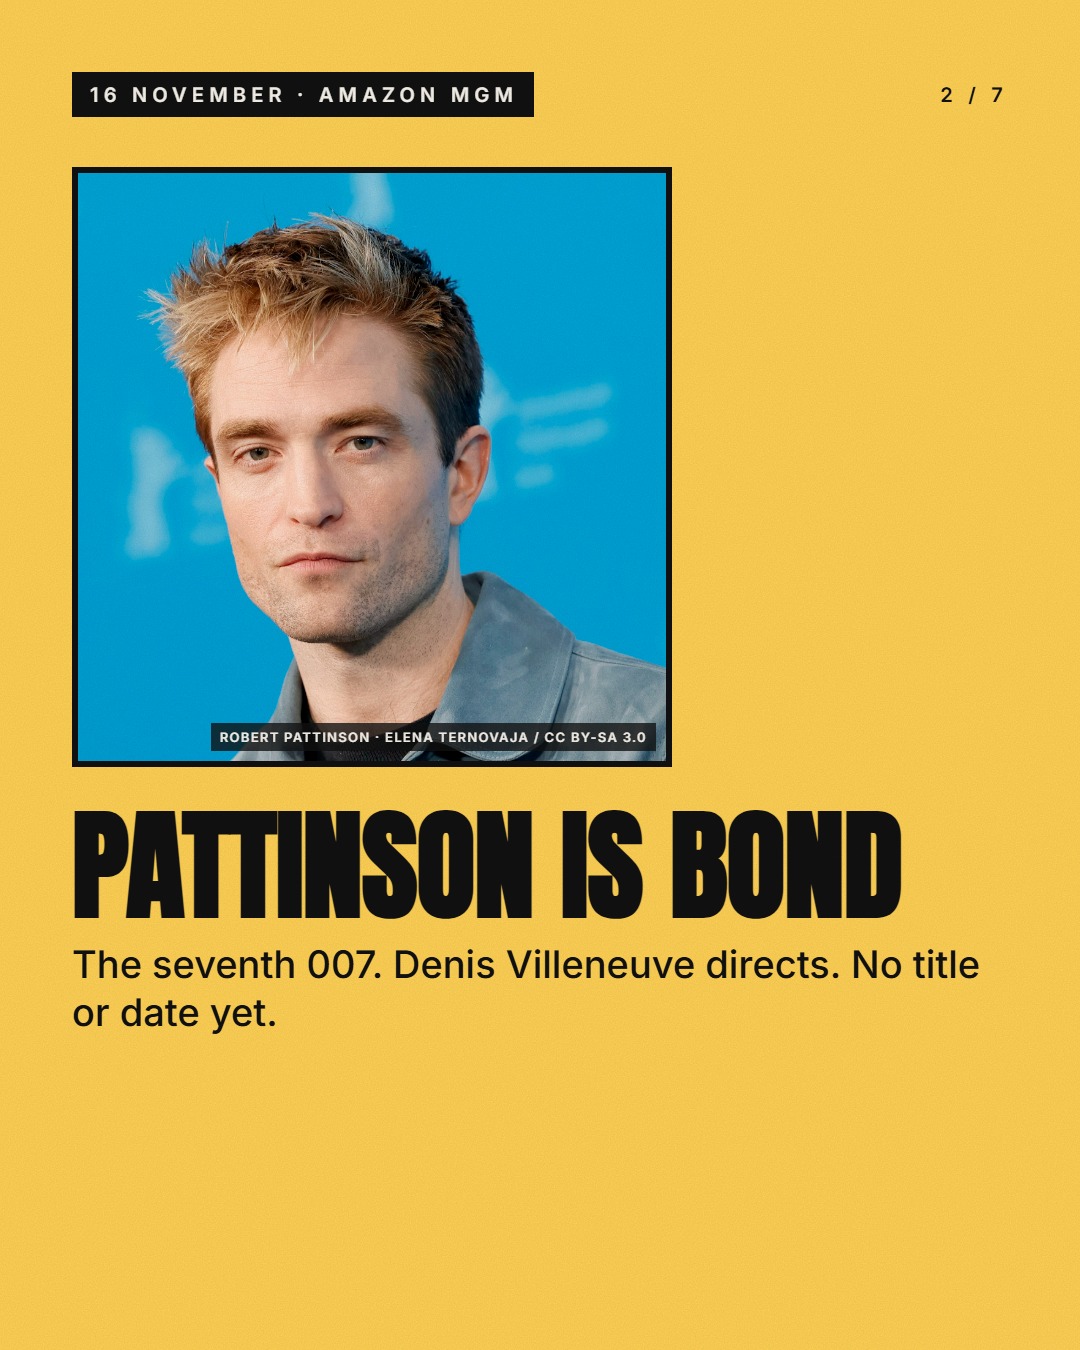 16 NOVEMBER · AMAZON MGM
2 / 7
ROBERT PATTINSON · ELENA TERNOVAJA / CC BY-SA 3.0
PATTINSON IS BOND
The seventh 007. Denis Villeneuve directs. No title
or date yet.